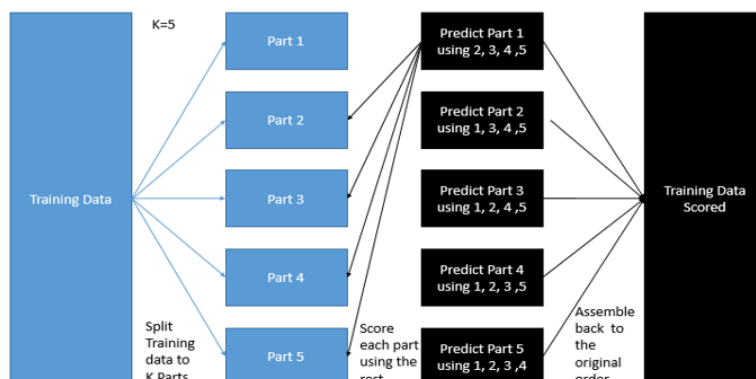 K=5
Training Data
Split
Training
data to
K Parts
Part 1
Part 2
Part 3
Part 4
Part 5
Score
each part
using the
rest
Predict Part 1
using 2, 3, 4 ,5
Predict Part 2
using 1, 3, 4 ,5
Predict Part 3
using 1, 2, 4 ,5
Predict Part 4
using 1, 2, 3 ,5
Predict Part 5
using 1, 2, 3 ,4
Assemble
back to
the
original
order
Training Data
Scored